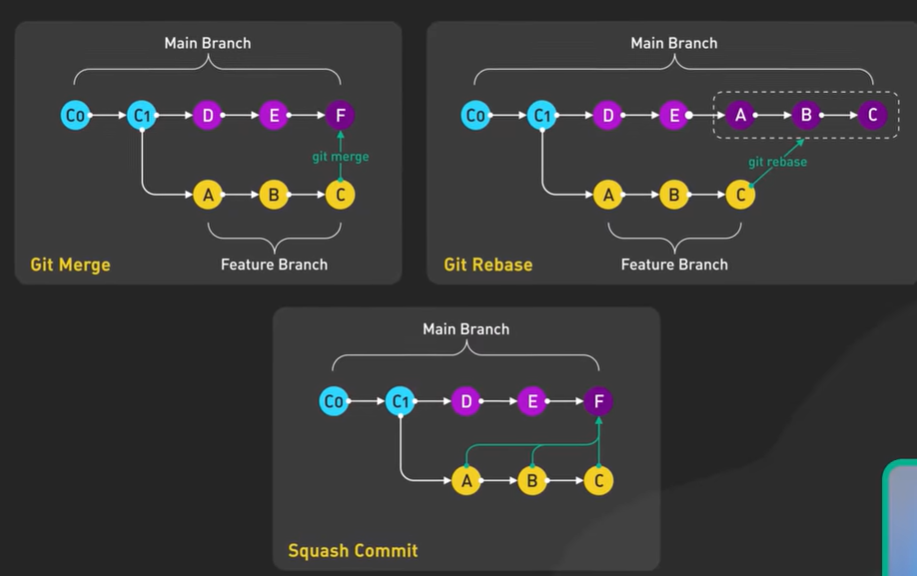 Main Branch
C0 C1 D E F
git merge
A B C
Git Merge
Feature Branch
Main Branch
C0 C1 D E A B C
git rebase
A B C
Git Rebase
Feature Branch
Main Branch
C0 C1 D E F
A B C
Squash Commit